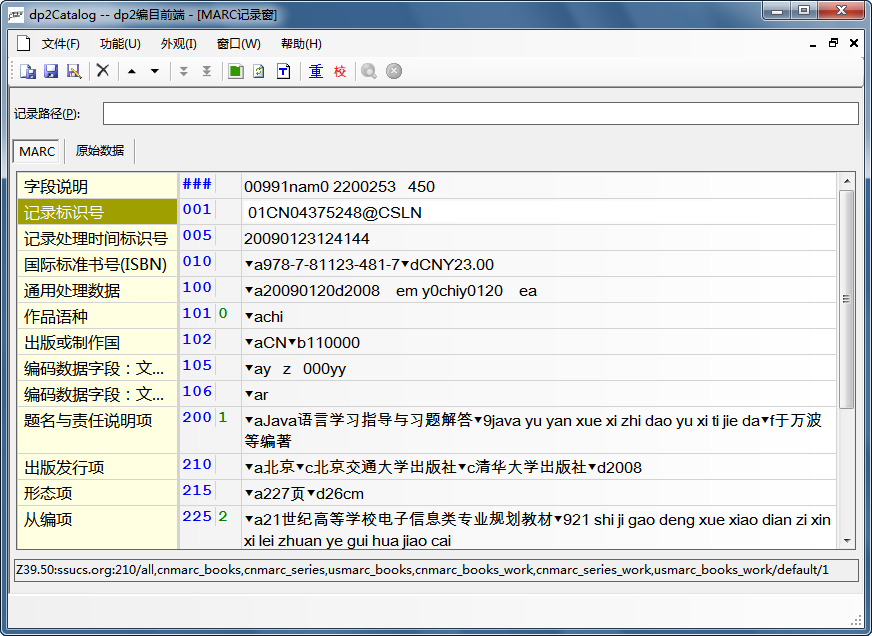 dp2Catalog -- dp2编目前端 - [MARC记录窗]
文件(F) 功能(U) 外观(I) 窗口(W) 帮助(H)
T 重 校
记录路径(P):
MARC 原始数据
字段说明 ### 00991nam0 2200253   450
记录标识号 001 01CN04375248@CSLN
记录处理时间标识号 005 20090123124144
国际标准书号(ISBN) 010 ▼a978-7-81123-481-7▼dCNY23.00
通用处理数据 100 ▼a20090120d2008    em y0chiy0120    ea
作品语种 101 0 ▼achi
出版或制作国 102 ▼aCN▼b110000
编码数据字段：文... 105 ▼ay   z   000yy
编码数据字段：文... 106 ▼ar
题名与责任说明项 200 1 ▼aJava语言学习指导与习题解答▼9java yu yan xue xi zhi dao yu xi ti jie da▼f于万波
等编著
出版发行项 210 ▼a北京▼c北京交通大学出版社▼c清华大学出版社▼d2008
形态项 215 ▼a227页▼d26cm
从编项 225 2 ▼a21世纪高等学校电子信息类专业规划教材▼921 shi ji gao deng xue xiao dian zi xin
xi lei zhuan ye gui hua jiao cai
Z39.50:ssucs.org:210/all,cnmarc_books,cnmarc_series,usmarc_books,cnmarc_books_work,cnmarc_series_work,usmarc_books_work/default/1